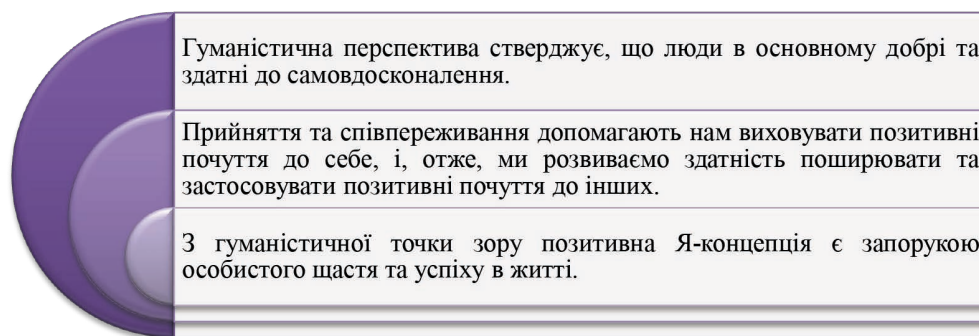 Гуманістична перспектива стверджує, що люди в основному добрі та
здатні до самовдосконалення.
Прийняття та співпереживання допомагають нам виховувати позитивні
почуття до себе, і, отже, ми розвиваємо здатність поширювати та
застосовувати позитивні почуття до інших.
З гуманістичної точки зору позитивна Я-концепція є запорукою
особистого щастя та успіху в житті.